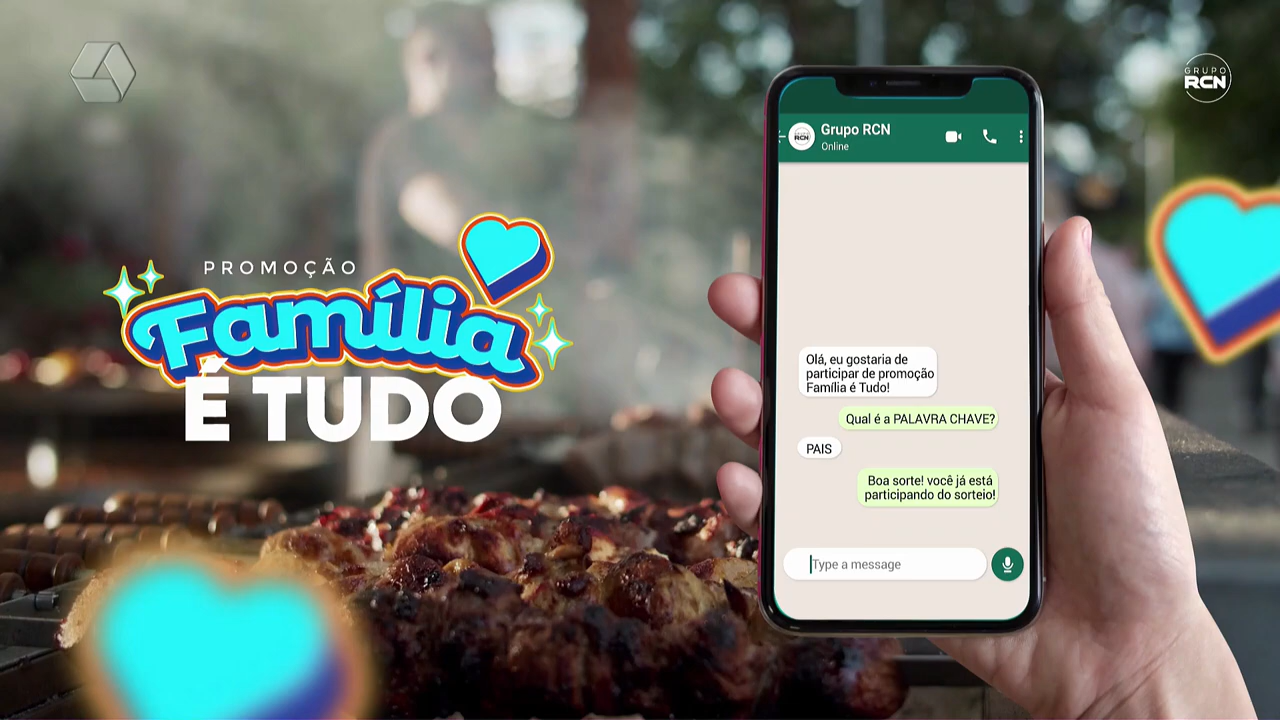 GRUPO
RCN
PROMOÇÃO
Família
É TUDO
RCN
Grupo RCN
Online
Olá, eu gostaria de
participar de promoção
Família é Tudo!
Qual é a PALAVRA CHAVE?
PAIS
Boa sorte! você já está
participando do sorteio!
Type a message